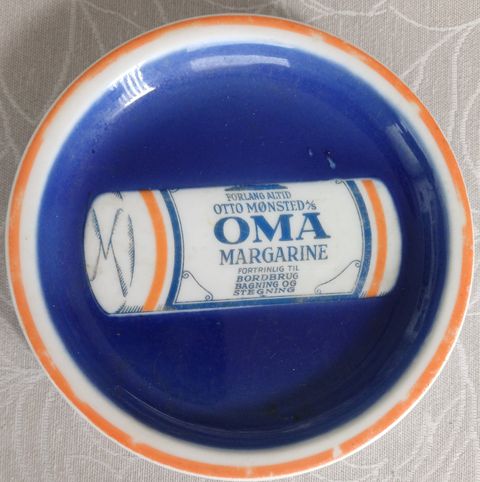 FORLANG ALTID
OTTO MØNSTED A/S
OMA
MARGARINE
FORTRINLIG TIL
BORDBRUG
BAGNING OG
STEGNING